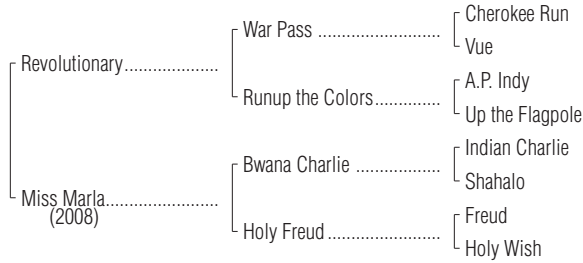 Cherokee Run
War Pass ........................
Vue
Revolutionary...................
A.P. Indy
Runup the Colors.............
Up the Flagpole
Indian Charlie
Bwana Charlie .................
Shahalo
Miss Marla.......................
(2008)
Freud
Holy Freud.......................
Holy Wish